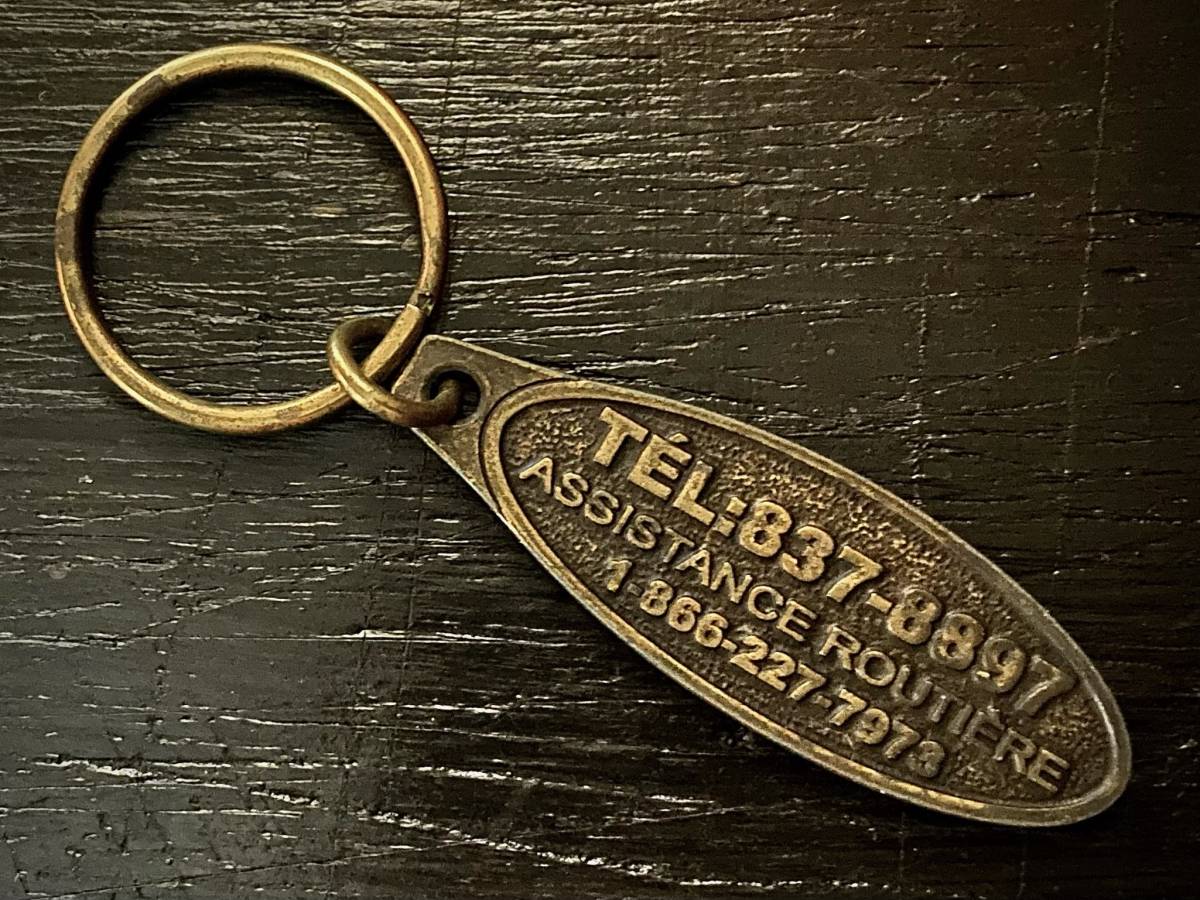 TÉL:837-8897
ASSISTANCE ROUTIÈRE
1-866-227-7973